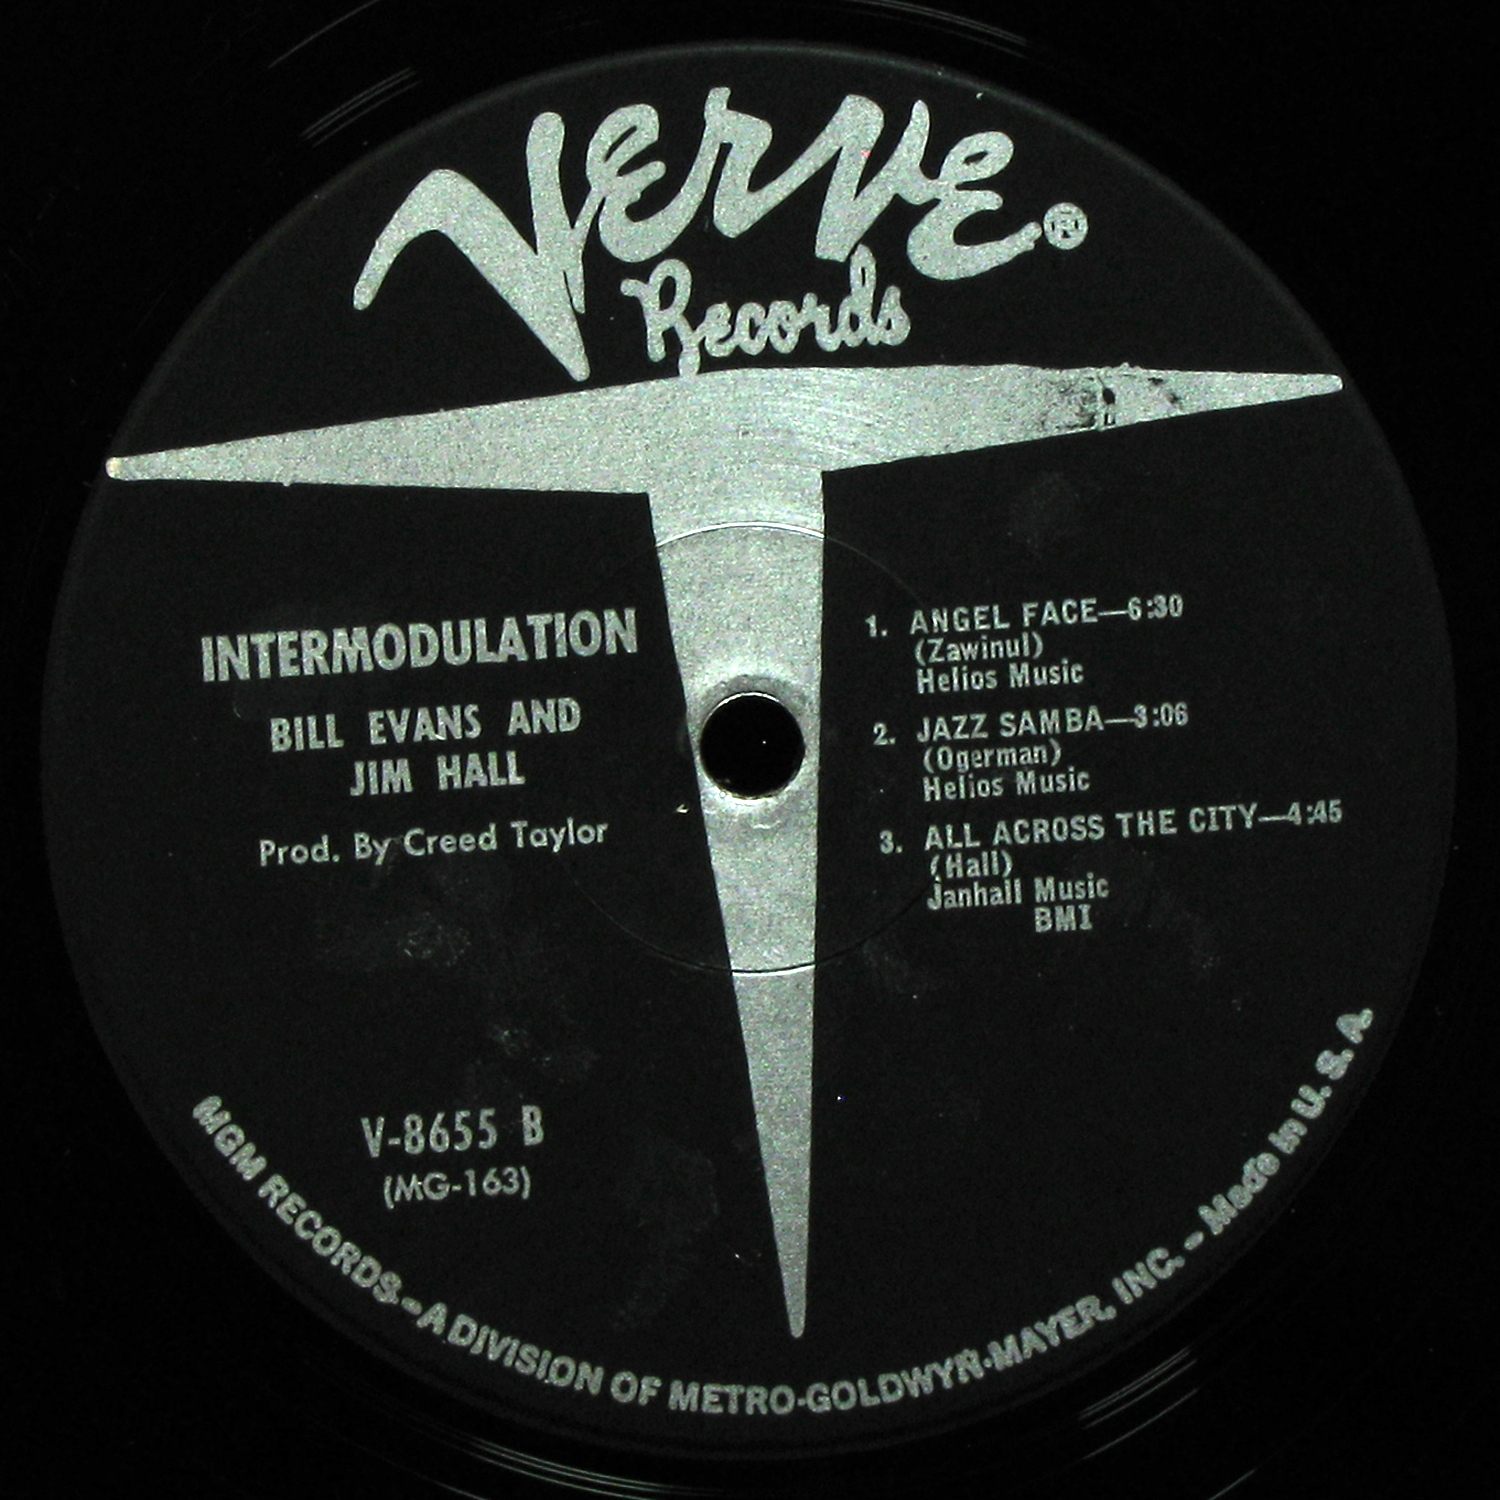 Verve®
Records
INTERMODULATION
BILL EVANS AND
JIM HALL
Prod. By Creed Taylor
1. ANGEL FACE—6:30
(Zawinul)
Helios Music
2. JAZZ SAMBA—3:06
(Ogerman)
Helios Music
3. ALL ACROSS THE CITY—4:45
(Hall)
Janhall Music
BMI
V-8655 B
(MG-163)
MGM RECORDS - A DIVISION OF METRO-GOLDWYN-MAYER, INC. - Made in U. S. A.